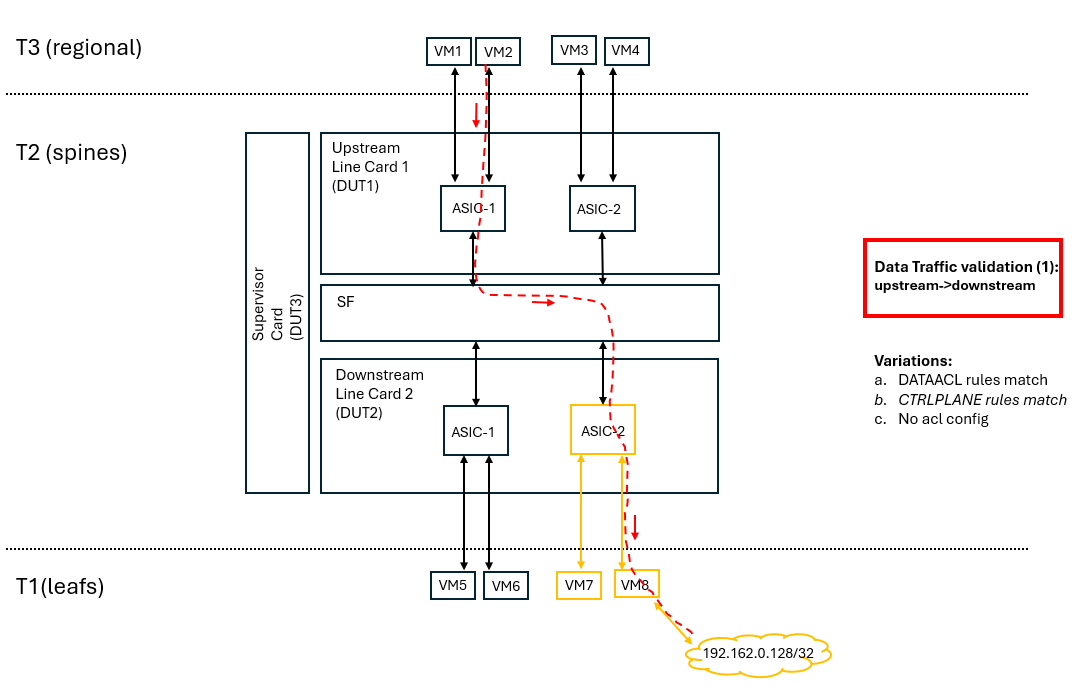 T3 (regional)
VM1
VM2
VM3
VM4
T2 (spines)
Upstream
Line Card 1
(DUT1)
ASIC-1
ASIC-2
Supervisor
Card
(DUT3)
SF
Data Traffic validation (1):
upstream->downstream
Variations:
a. DATAACL rules match
b. CTRLPLANE rules match
c. No acl config
Downstream
Line Card 2
(DUT2)
ASIC-1
ASIC-2
T1(leafs)
VM5
VM6
VM7
VM8
192.162.0.128/32